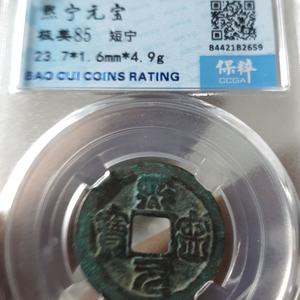 熙宁元宝
极美85 短宁
23.7*1.6mm*4.9g
BAO CUI COINS RATING
B4421B2659
保粹
CCGA
熙寧元寶